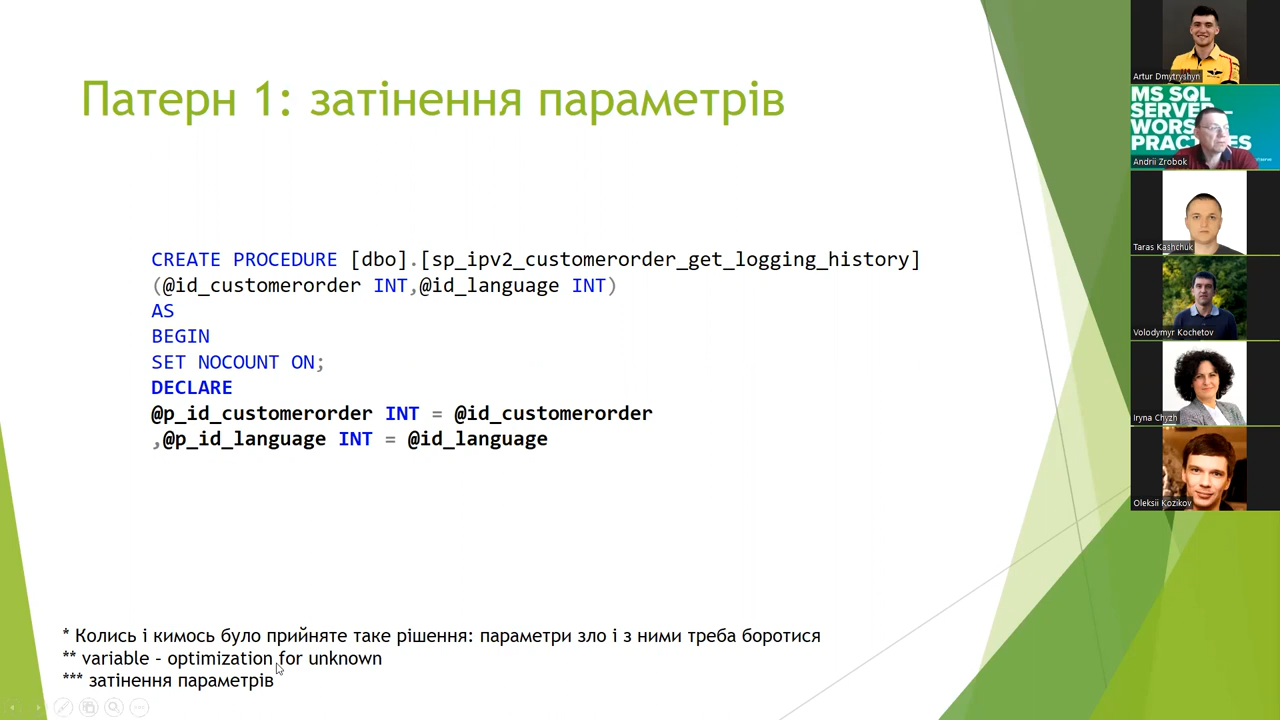 Патерн 1: затінення параметрів
CREATE PROCEDURE [dbo].[sp_ipv2_customerorder_get_logging_history]
(@id_customerorder INT,@id_language INT)
AS
BEGIN
SET NOCOUNT ON;
DECLARE
@p_id_customerorder INT = @id_customerorder
,@p_id_language INT = @id_language
* Колись і кимось було прийняте таке рішення: параметри зло і з ними треба боротися
** variable – optimization for unknown
*** затінення параметрів
Artur Dmytryshyn
MS SQL
SERVER –
WORS
PRACTICES
Andrii Zrobok
Taras Kashchuk
Volodymyr Kochetov
Iryna Chyzh
Oleksii Kozikov